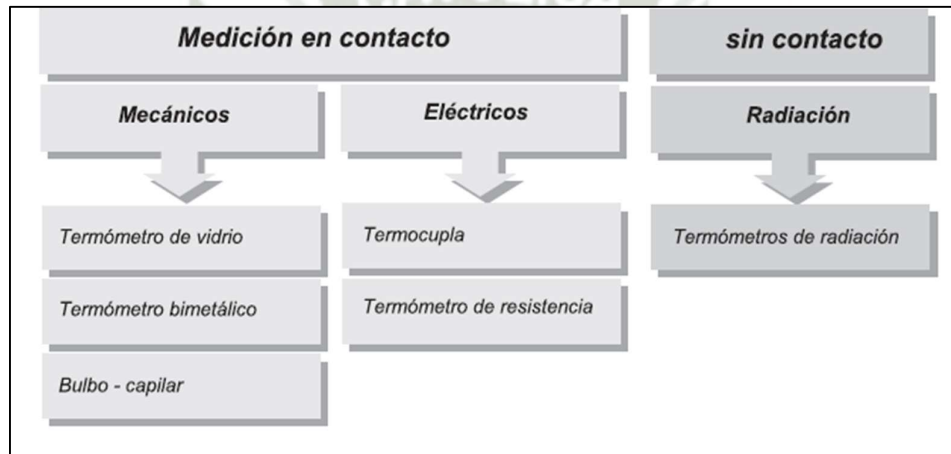 Medición en contacto
sin contacto
Mecánicos
Eléctricos
Radiación
Termómetro de vidrio
Termocupla
Termómetros de radiación
Termómetro bimetálico
Termómetro de resistencia
Bulbo - capilar